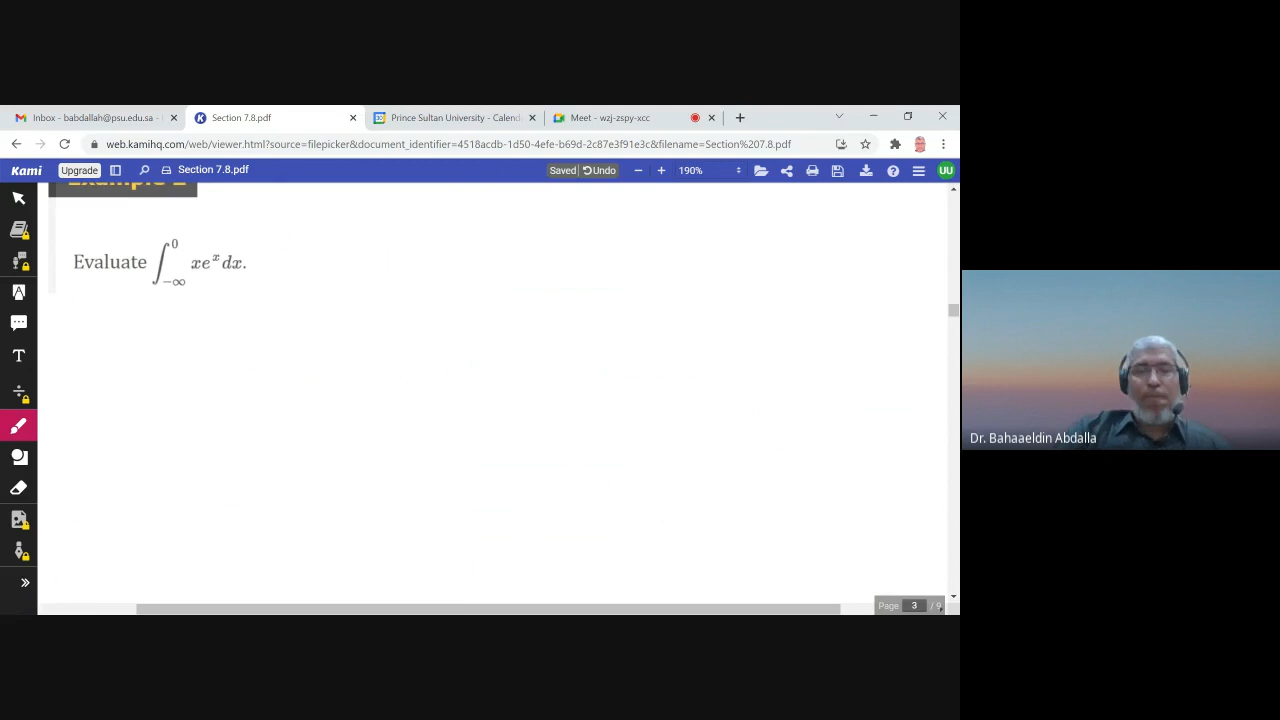 Inbox - babdallah@psu.edu.sa -
Section 7.8.pdf
Prince Sultan University - Calend
Meet - wzj-zspy-xcc
web.kamihq.com/web/viewer.html?source=filepicker&document_identifier=4518acdb-1d50-4efe-b69d-2c87e3f91e3c&filename=Section%207.8.pdf
Kami
Upgrade
Section 7.8.pdf
Saved
Undo
190%
UU
Evaluate ∫_{−∞}^{0} xeˣ dx.
Dr. Bahaaeldin Abdalla
Page 3 / 9